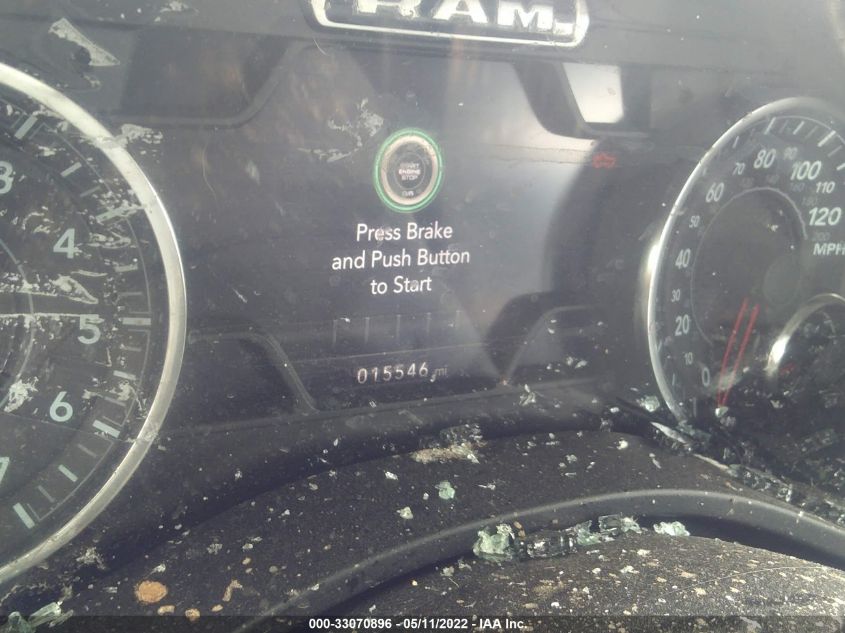 RAM
START
ENGINE
STOP
Press Brake
and Push Button
to Start
015546 mi
3
4
5
6
7
0
10
20
30
40
50
60
70
80
90
100
110
120
MPH
000-33070896 - 05/11/2022 - IAA Inc.